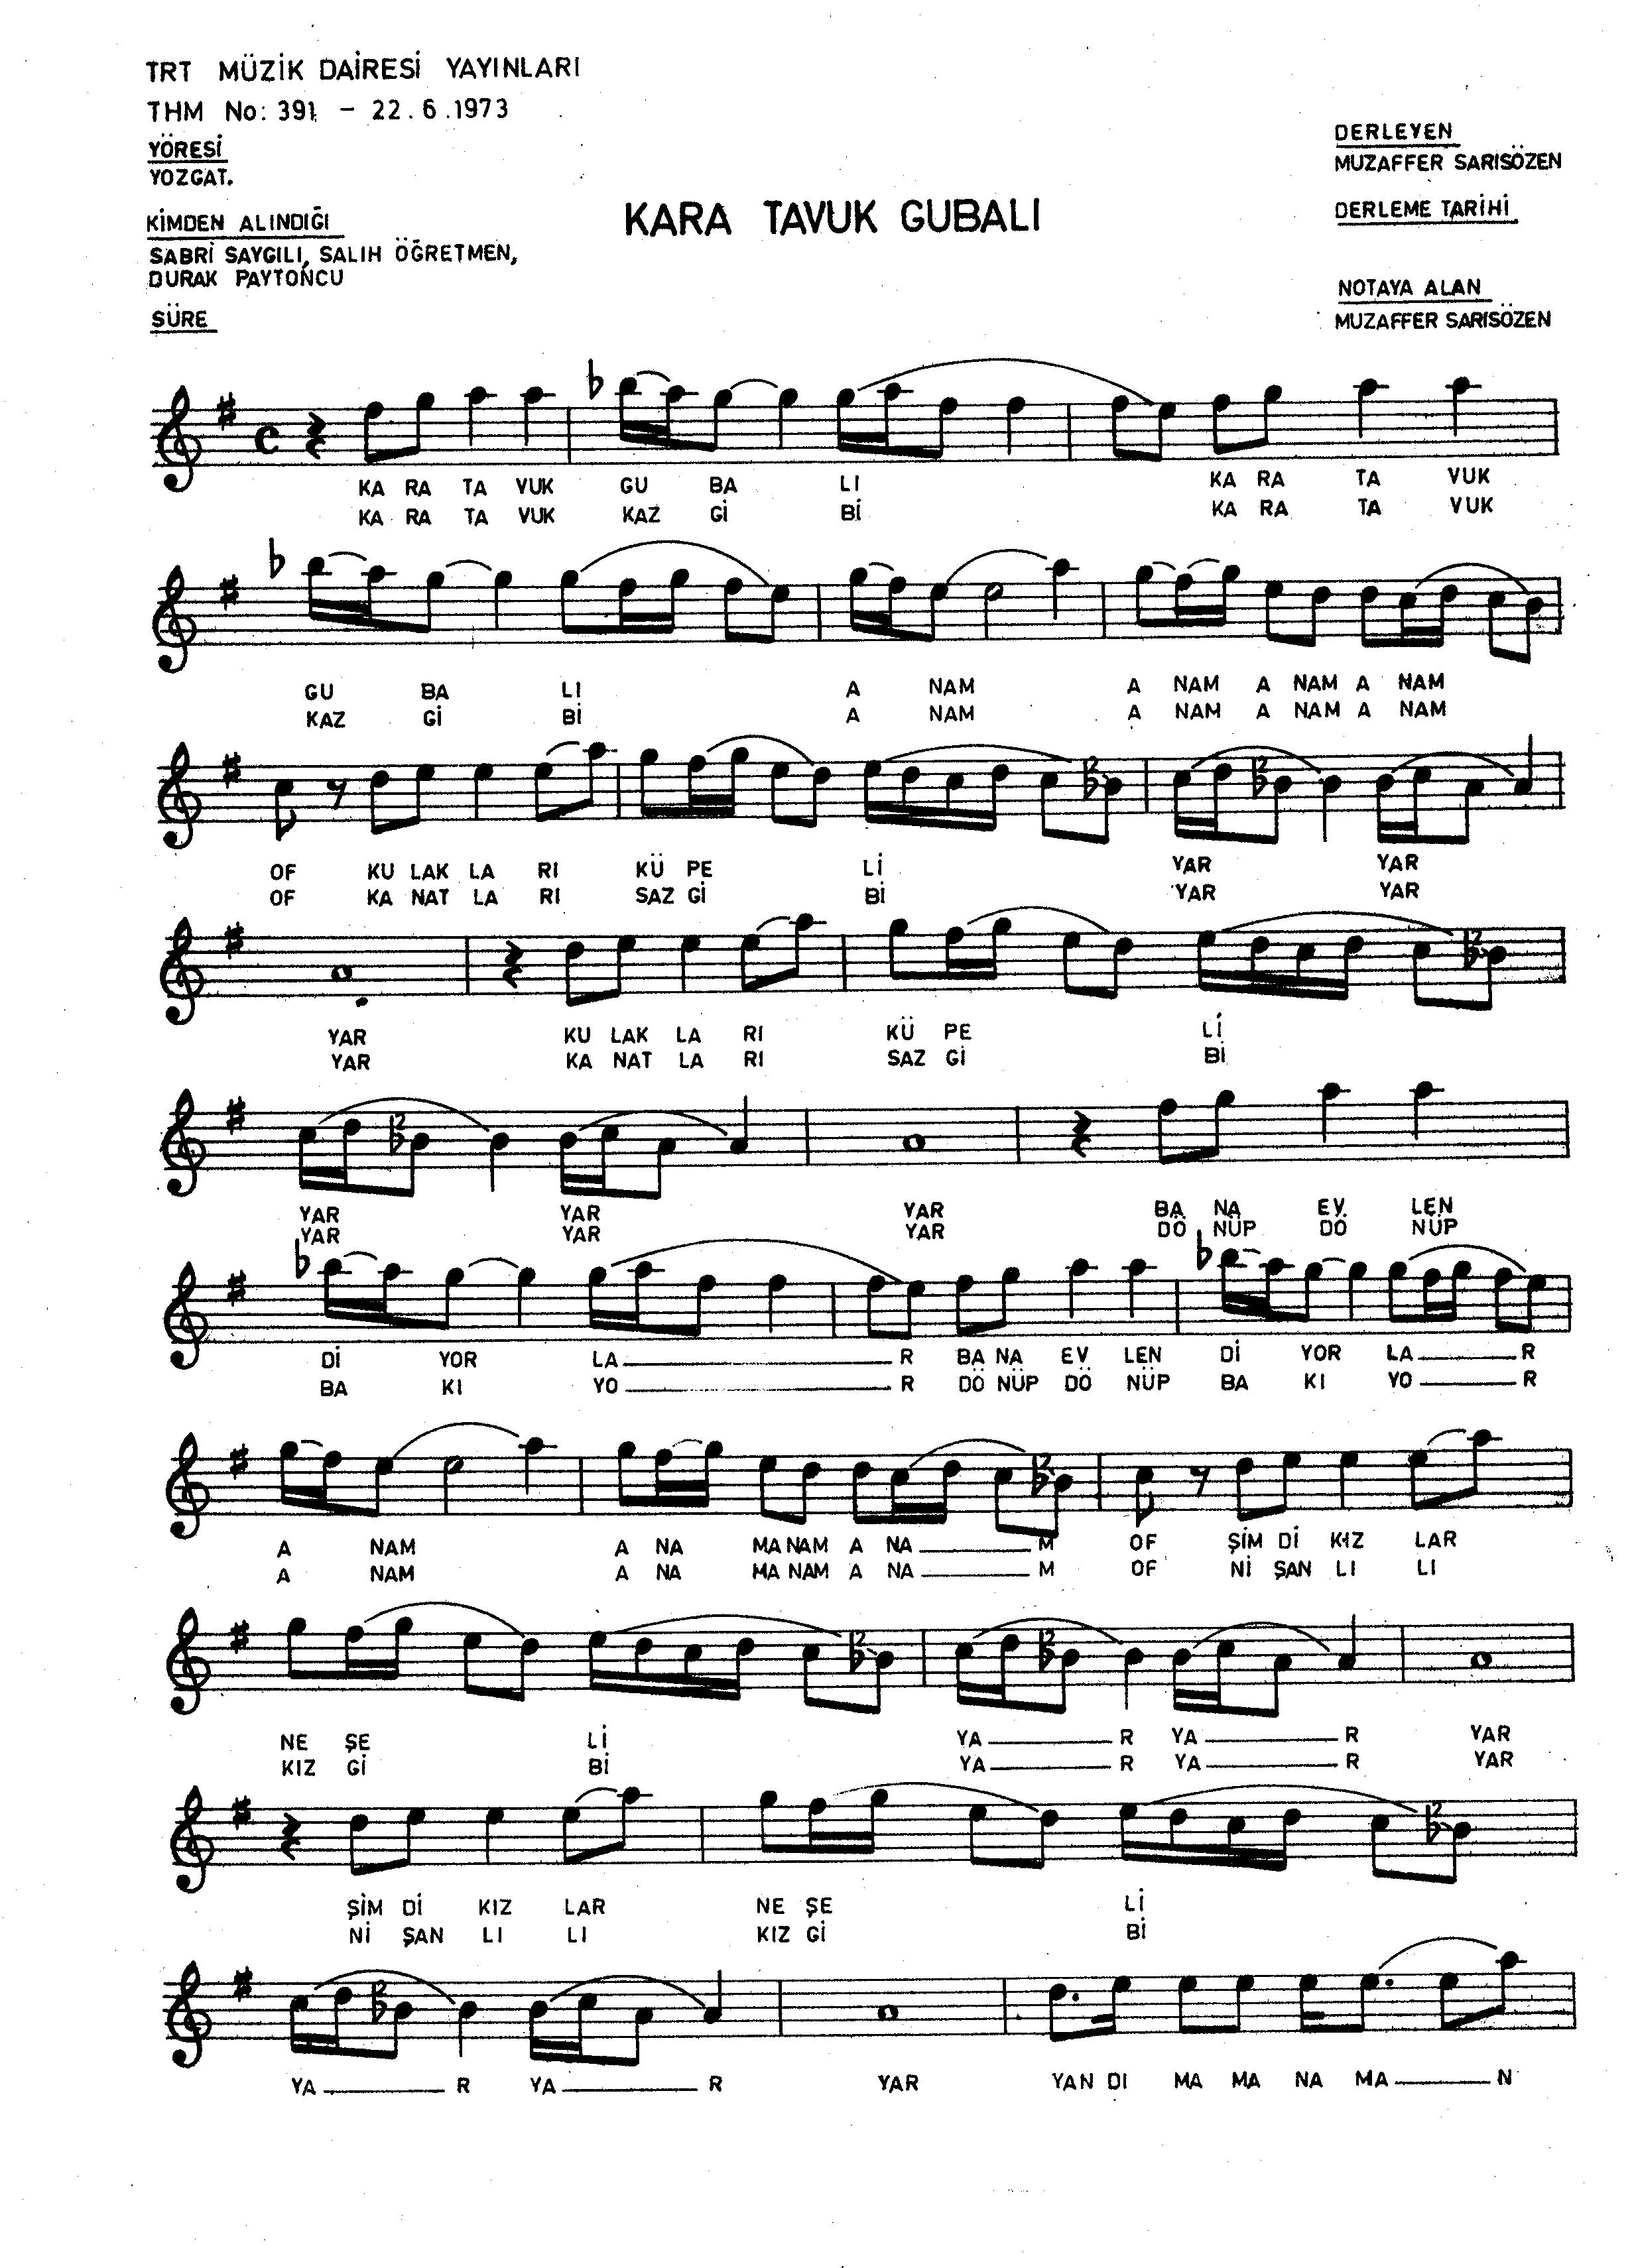 TRT MÜZİK DAİRESİ YAYINLARI
THM No: 391 - 22.6.1973
YÖRESİ
YOZGAT.
KİMDEN ALINDIĞI
SABRİ SAYGILI, SALIH ÖĞRETMEN,
DURAK PAYTONCU
SÜRE
KARA TAVUK GUBALI
DERLEYEN
MUZAFFER SARISÖZEN
DERLEME TARİHİ
NOTAYA ALAN
MUZAFFER SARISÖZEN
KA RA TA VUK GU BA LI KA RA TA VUK
KA RA TA VUK KAZ Gİ Bİ KA RA TA VUK
GU BA LI A NAM A NAM A NAM A NAM
KAZ Gİ Bİ A NAM A NAM A NAM A NAM
OF KU LAK LA RI KÜ PE Lİ YAR YAR
OF KA NAT LA RI SAZ Gİ Bİ YAR YAR
YAR KU LAK LA RI KÜ PE Lİ
YAR KA NAT LA RI SAZ Gİ Bİ
YAR YAR YAR BA NA EV LEN
YAR YAR YAR DÖ NÜP DÖ NÜP
Dİ YOR LA R BA NA EV LEN Dİ YOR LA R
BA KI YO R DÖ NÜP DÖ NÜP BA KI YO R
A NAM A NA MA NAM A NA M OF ŞİM Dİ KIZ LAR
A NAM A NA MA NAM A NA M OF Nİ ŞAN LI LI
NE ŞE Lİ YA R YA R YAR
KIZ Gİ Bİ YA R YA R YAR
ŞİM Dİ KIZ LAR NE ŞE Lİ
Nİ ŞAN LI LI KIZ Gİ Bİ
YA R YA R YAR YAN DI MA MA NA MA N